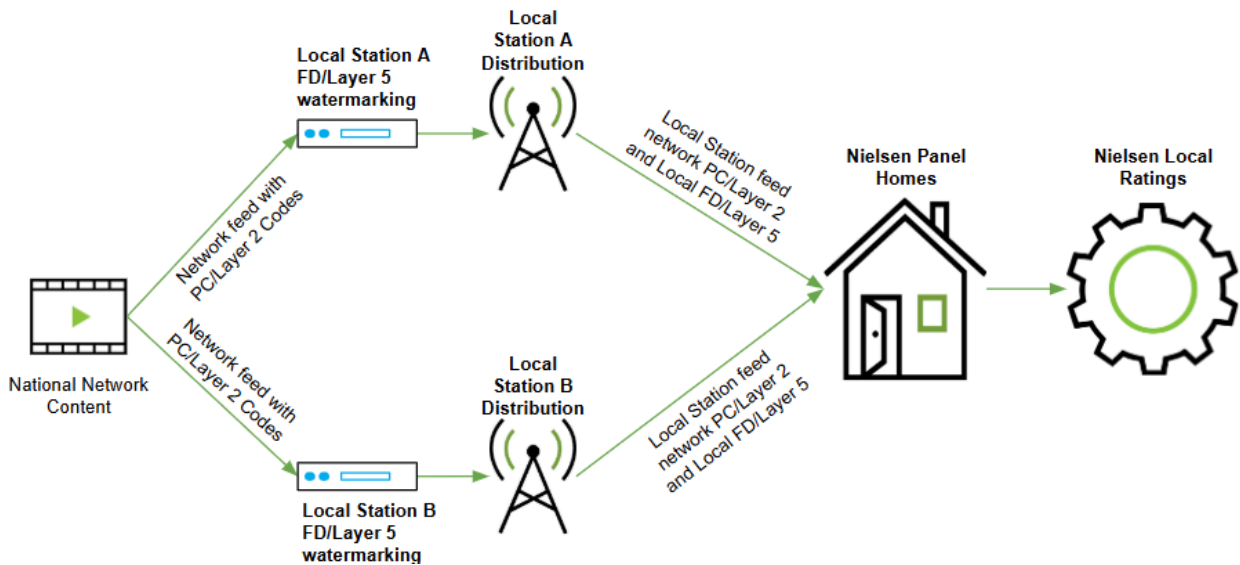 Local
Station A
Distribution
Local Station A
FD/Layer 5
watermarking
Network feed with
PC/Layer 2 Codes
Local Station feed
network PC/Layer 2
and Local FD/Layer 5
Nielsen Panel
Homes
Nielsen Local
Ratings
National Network
Content
Network feed with
PC/Layer 2 Codes
Local
Station B
Distribution
Local Station feed
network PC/Layer 2
and Local FD/Layer 5
Local Station B
FD/Layer 5
watermarking